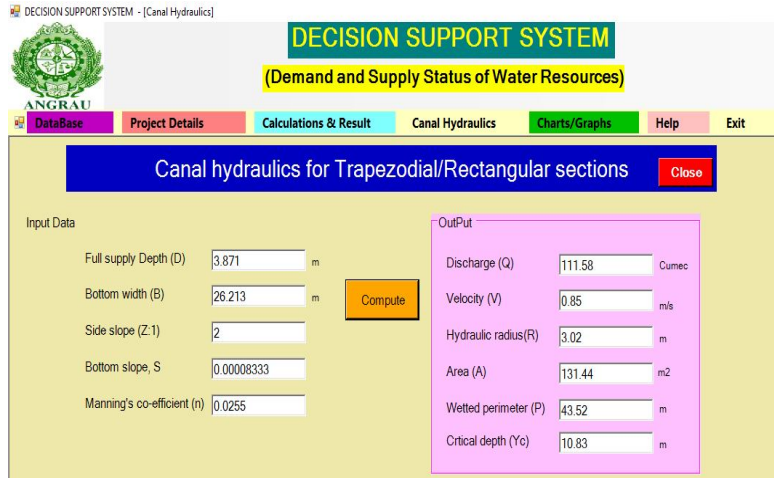 DECISION SUPPORT SYSTEM - [Canal Hydraulics]
DECISION SUPPORT SYSTEM
(Demand and Supply Status of Water Resources)
ANGRAU
DataBase Project Details Calculations & Result Canal Hydraulics Charts/Graphs Help Exit
Canal hydraulics for Trapezodial/Rectangular sections Close
Input Data
Full supply Depth (D) 3.871 m
Bottom width (B) 26.213 m
Side slope (Z:1) 2
Bottom slope, S 0.00008333
Manning's co-efficient (n) 0.0255
Compute
OutPut
Discharge (Q) 111.58 Cumec
Velocity (V) 0.85 m/s
Hydraulic radius(R) 3.02 m
Area (A) 131.44 m2
Wetted perimeter (P) 43.52 m
Crtical depth (Yc) 10.83 m